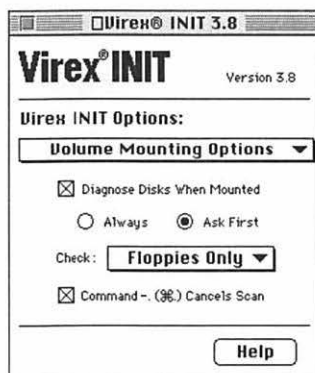 Virex® INIT 3.8
Virex® INIT
Version 3.8
Virex INIT Options:
Volume Mounting Options
Diagnose Disks When Mounted
Always
Ask First
Check:
Floppies Only
Command-. (⌘.) Cancels Scan
Help